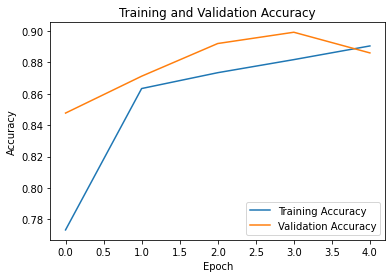 Training and Validation Accuracy
Accuracy
0.90
0.88
0.86
0.84
0.82
0.80
0.78
Training Accuracy
Validation Accuracy
0.0 0.5 1.0 1.5 2.0 2.5 3.0 3.5 4.0
Epoch